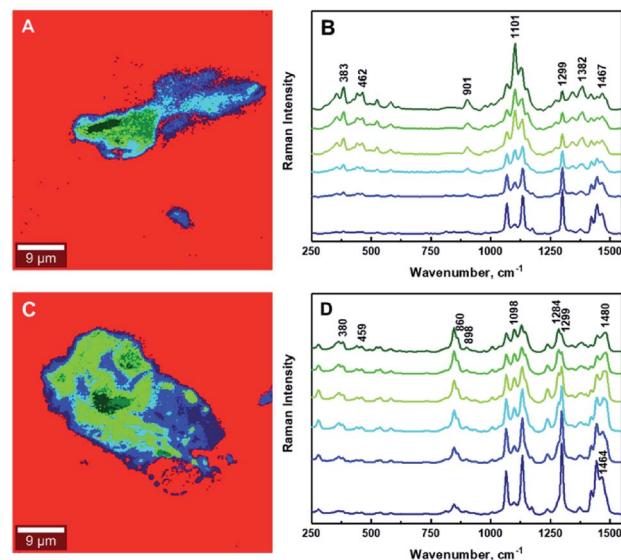 A
9 µm
B
1101
383
462
901
1299
1382
1467
Raman Intensity
250
500
750
1000
1250
1500
Wavenumber, cm-1
C
9 µm
D
380
459
860
898
1098
1284
1299
1480
1464
Raman Intensity
250
500
750
1000
1250
1500
Wavenumber, cm-1